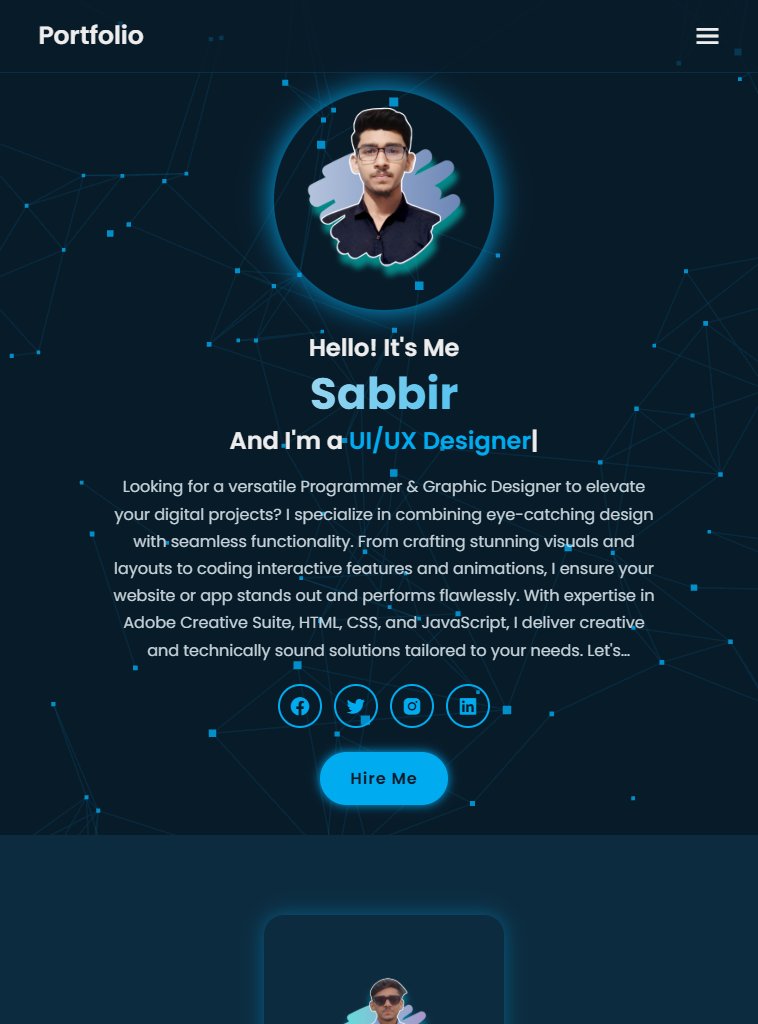 Portfolio
Hello! It's Me
Sabbir
And I'm a UI/UX Designer|
Looking for a versatile Programmer & Graphic Designer to elevate
your digital projects? I specialize in combining eye-catching design
with seamless functionality. From crafting stunning visuals and
layouts to coding interactive features and animations, I ensure your
website or app stands out and performs flawlessly. With expertise in
Adobe Creative Suite, HTML, CSS, and JavaScript, I deliver creative
and technically sound solutions tailored to your needs. Let's...
Hire Me